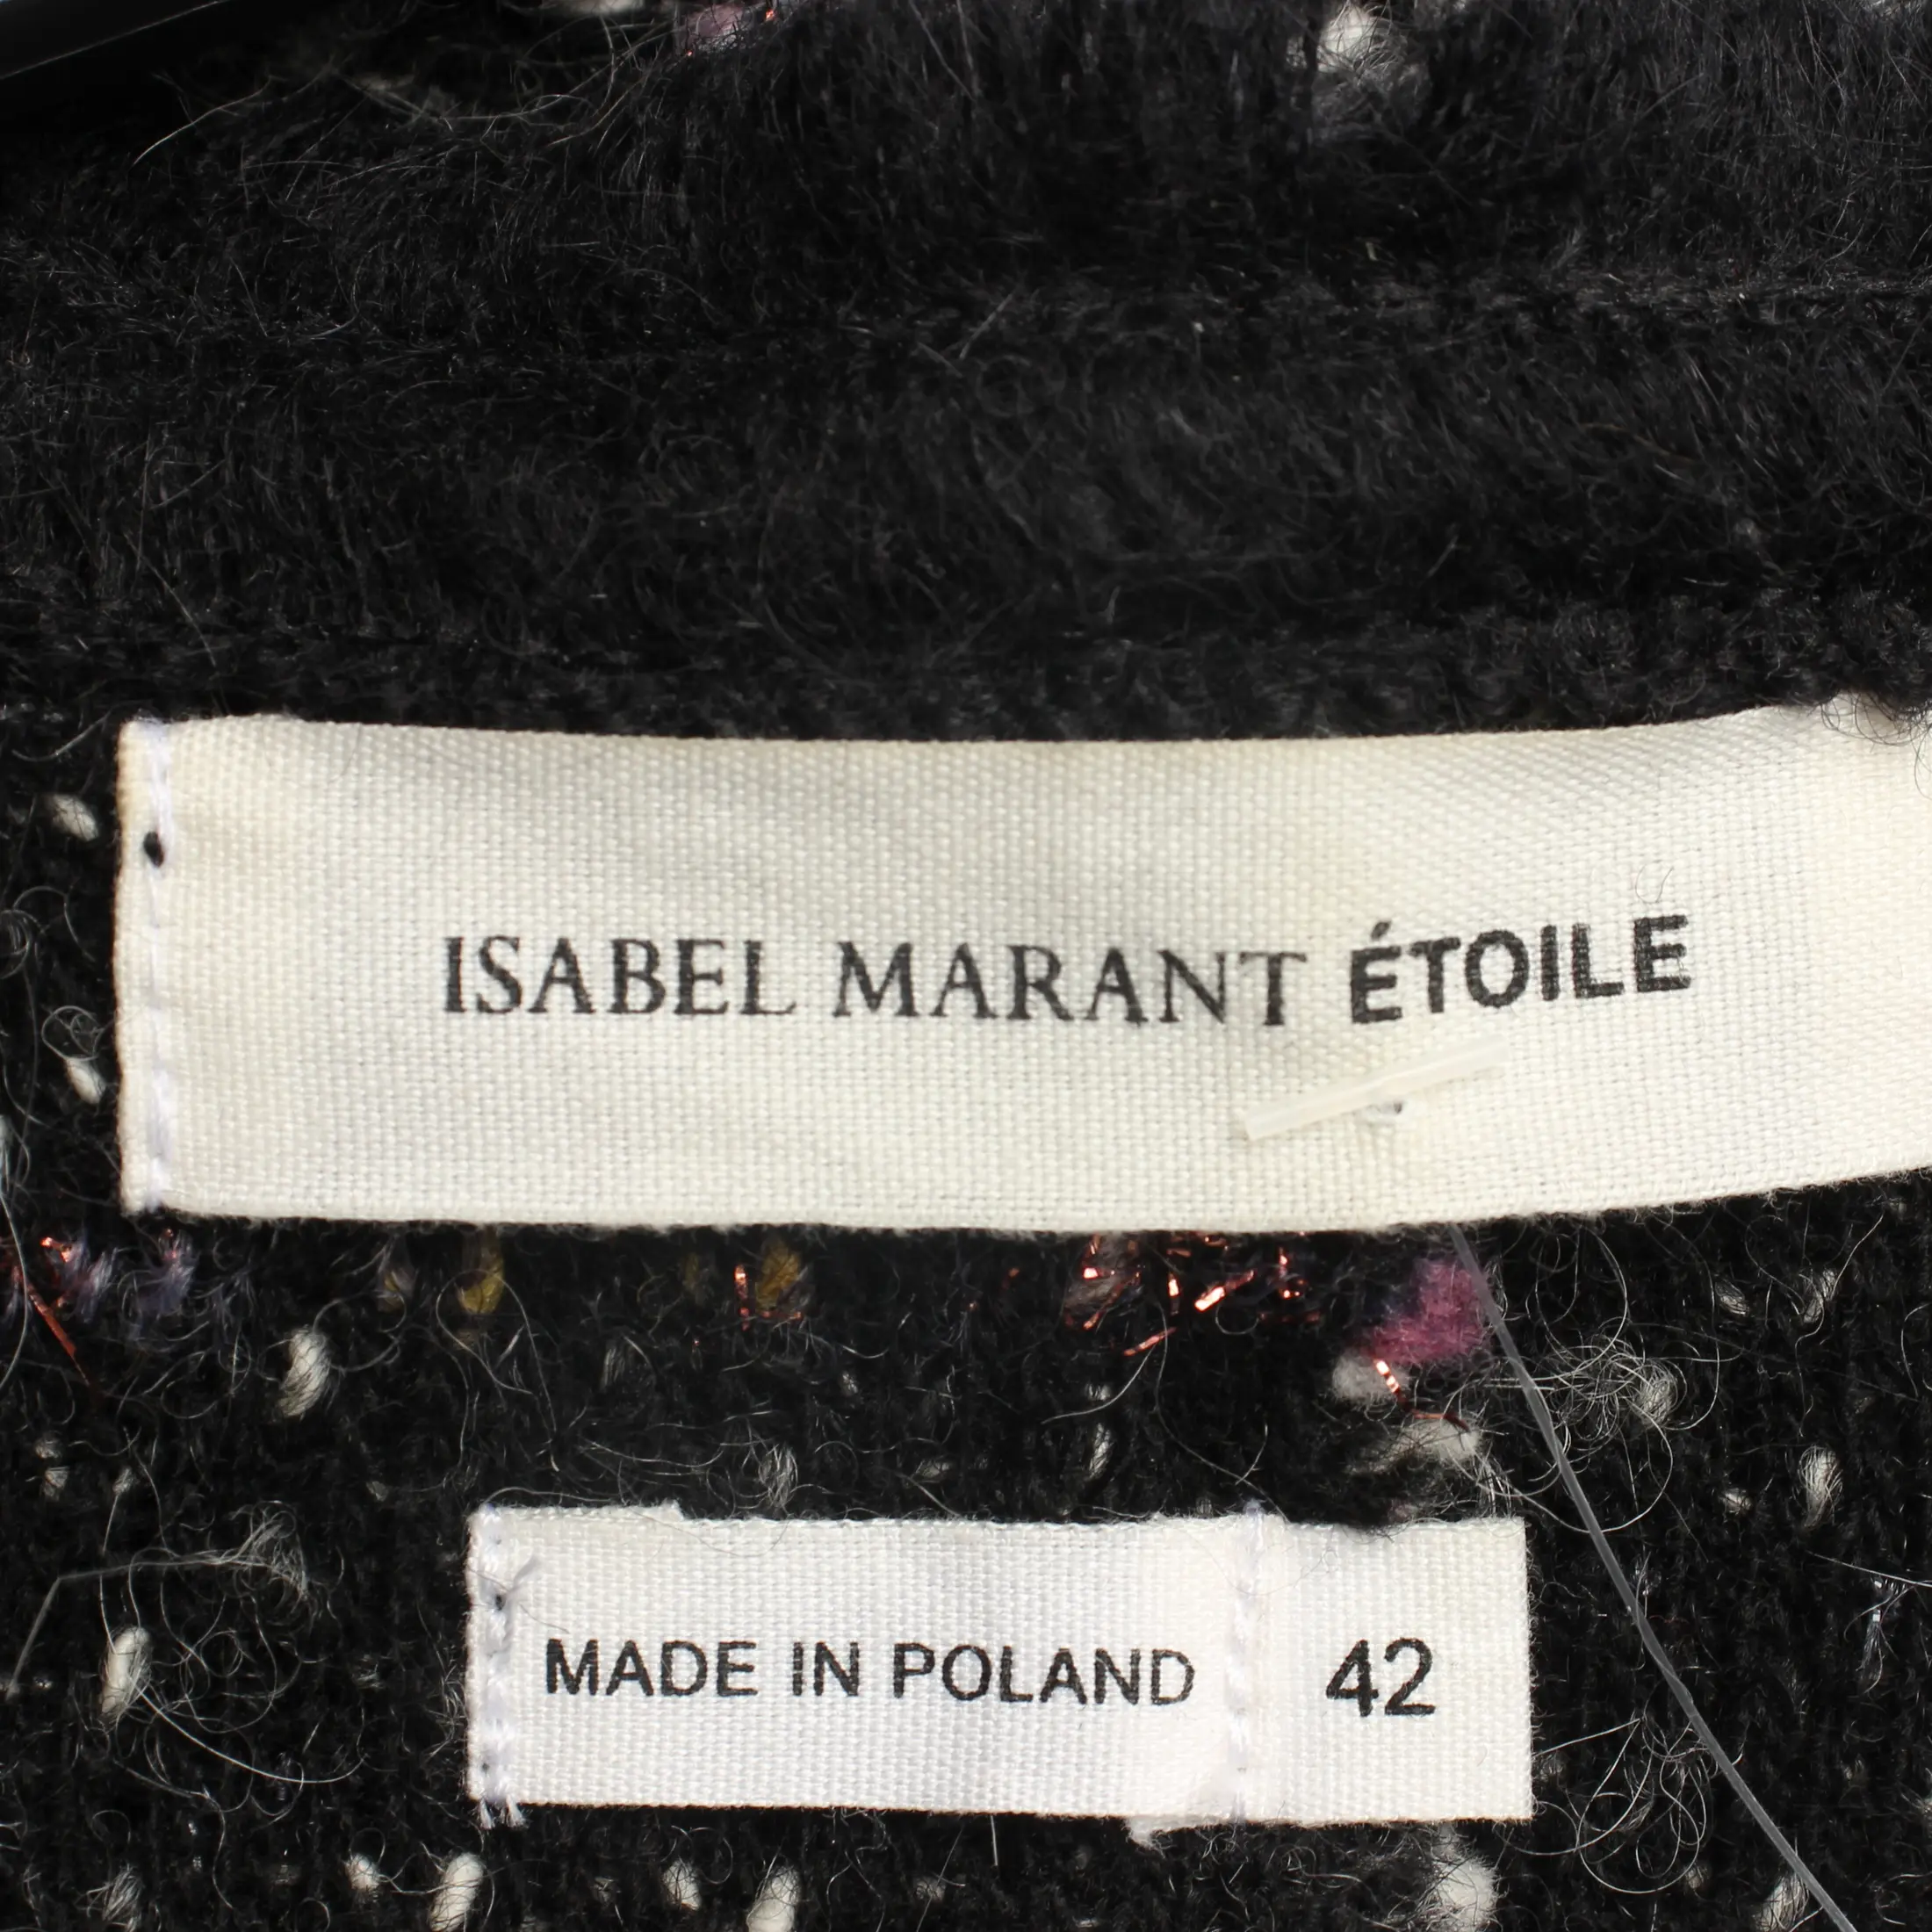 ISABEL MARANT ÉTOILE
MADE IN POLAND 42